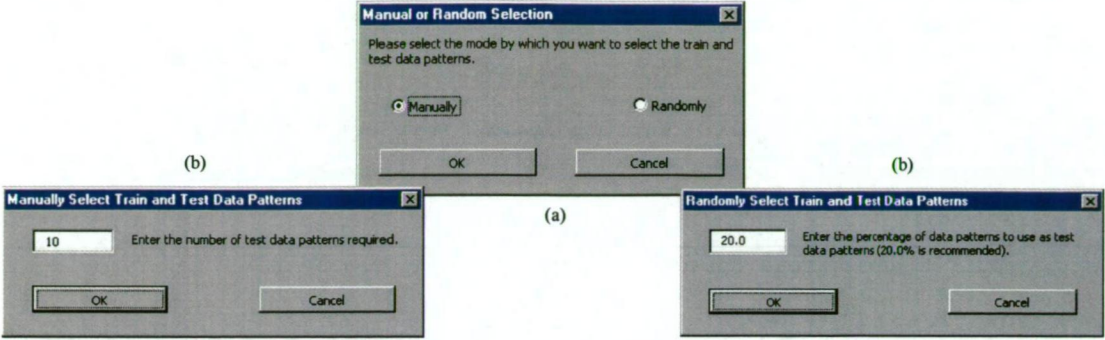 Manual or Random Selection
Please select the mode by which you want to select the train and
test data patterns.
Manually
Randomly
OK
Cancel
(a)
(b)
Manually Select Train and Test Data Patterns
10
Enter the number of test data patterns required.
OK
Cancel
(b)
Randomly Select Train and Test Data Patterns
20.0
Enter the percentage of data patterns to use as test
data patterns (20.0% is recommended).
OK
Cancel